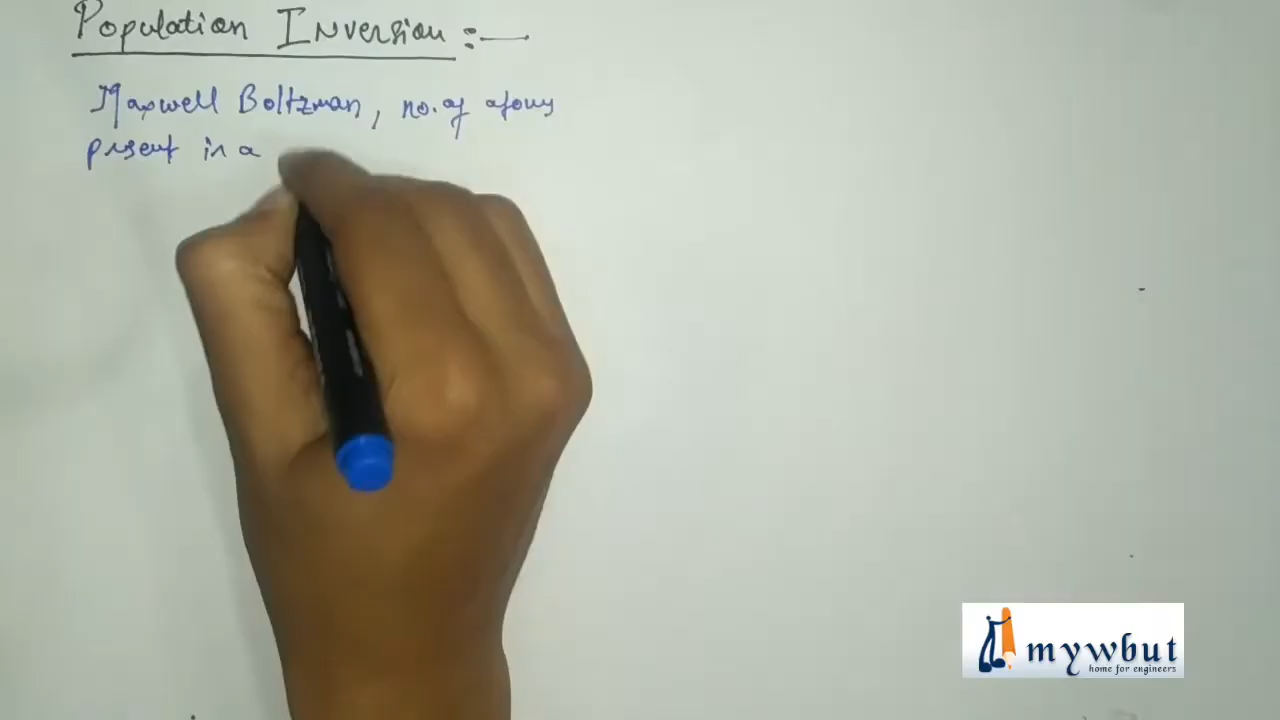 Population Inversion :—
Maxwell Boltzman, no. of atoms
present in a
mywbut
home for engineers